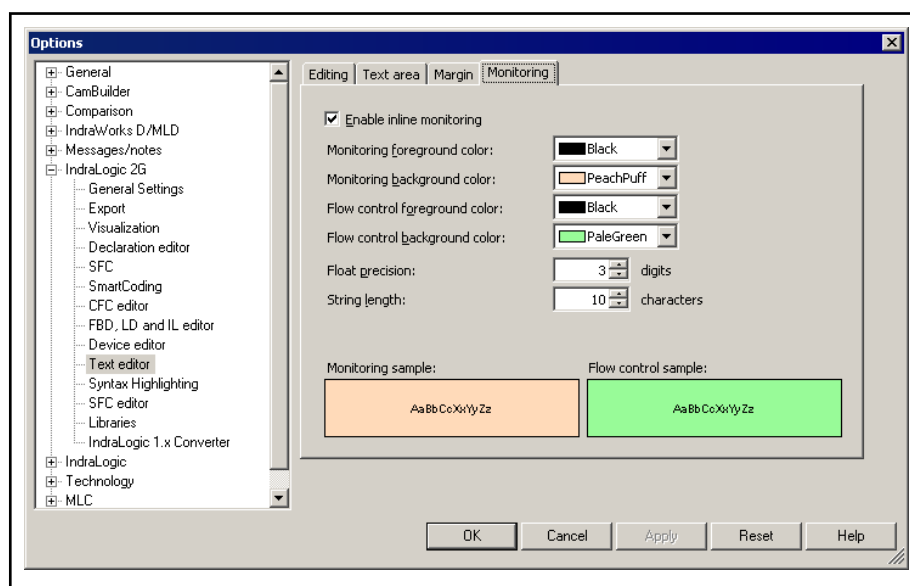 Options
General
CamBuilder
Comparison
IndraWorks D/MLD
Messages/notes
IndraLogic 2G
General Settings
Export
Visualization
Declaration editor
SFC
SmartCoding
CFC editor
FBD, LD and IL editor
Device editor
Text editor
Syntax Highlighting
SFC editor
Libraries
IndraLogic 1.x Converter
IndraLogic
Technology
MLC
Editing Text area Margin Monitoring
Enable inline monitoring
Monitoring foreground color: Black
Monitoring background color: PeachPuff
Flow control foreground color: Black
Flow control background color: PaleGreen
Float precision: 3 digits
String length: 10 characters
Monitoring sample: Flow control sample:
AaBbCcXxYyZz AaBbCcXxYyZz
OK Cancel Apply Reset Help